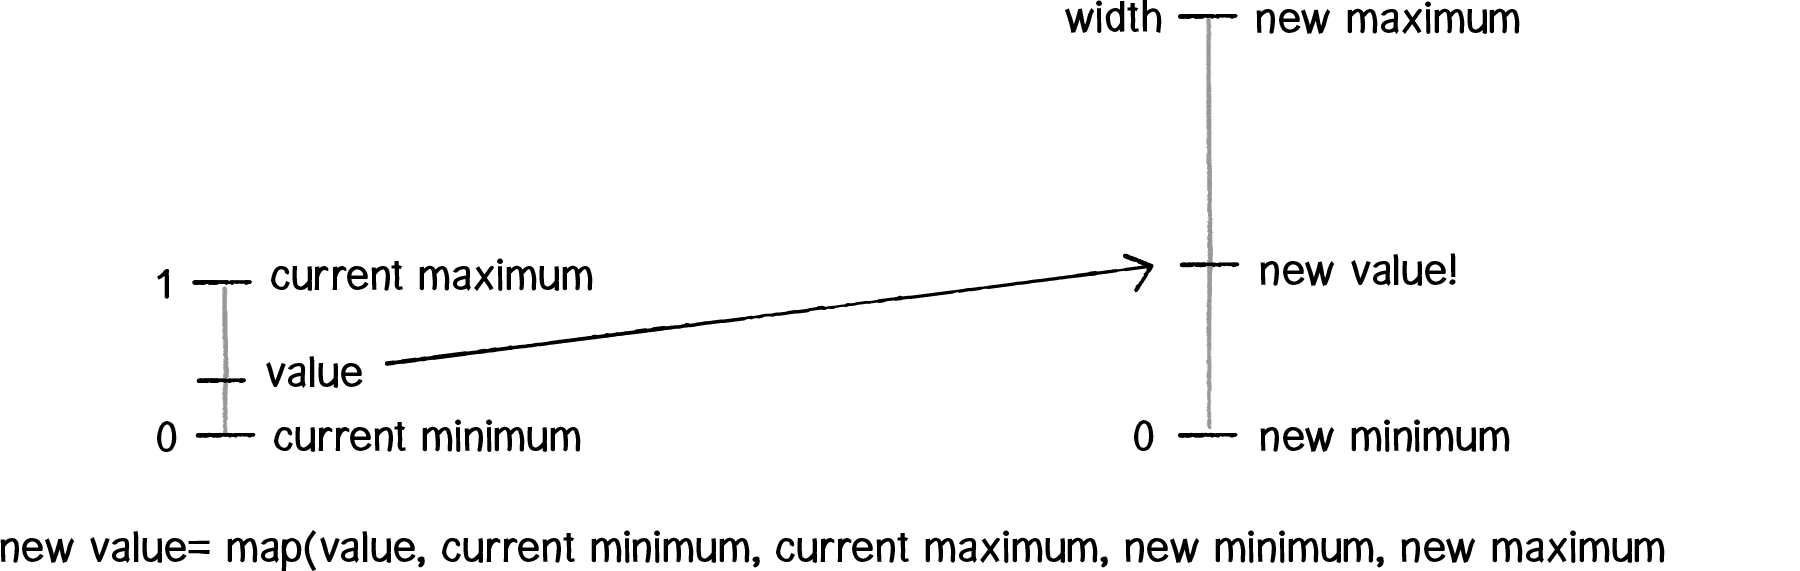 width new maximum
1 current maximum
new value!
value
0 current minimum
0 new minimum
new value= map(value, current minimum, current maximum, new minimum, new maximum